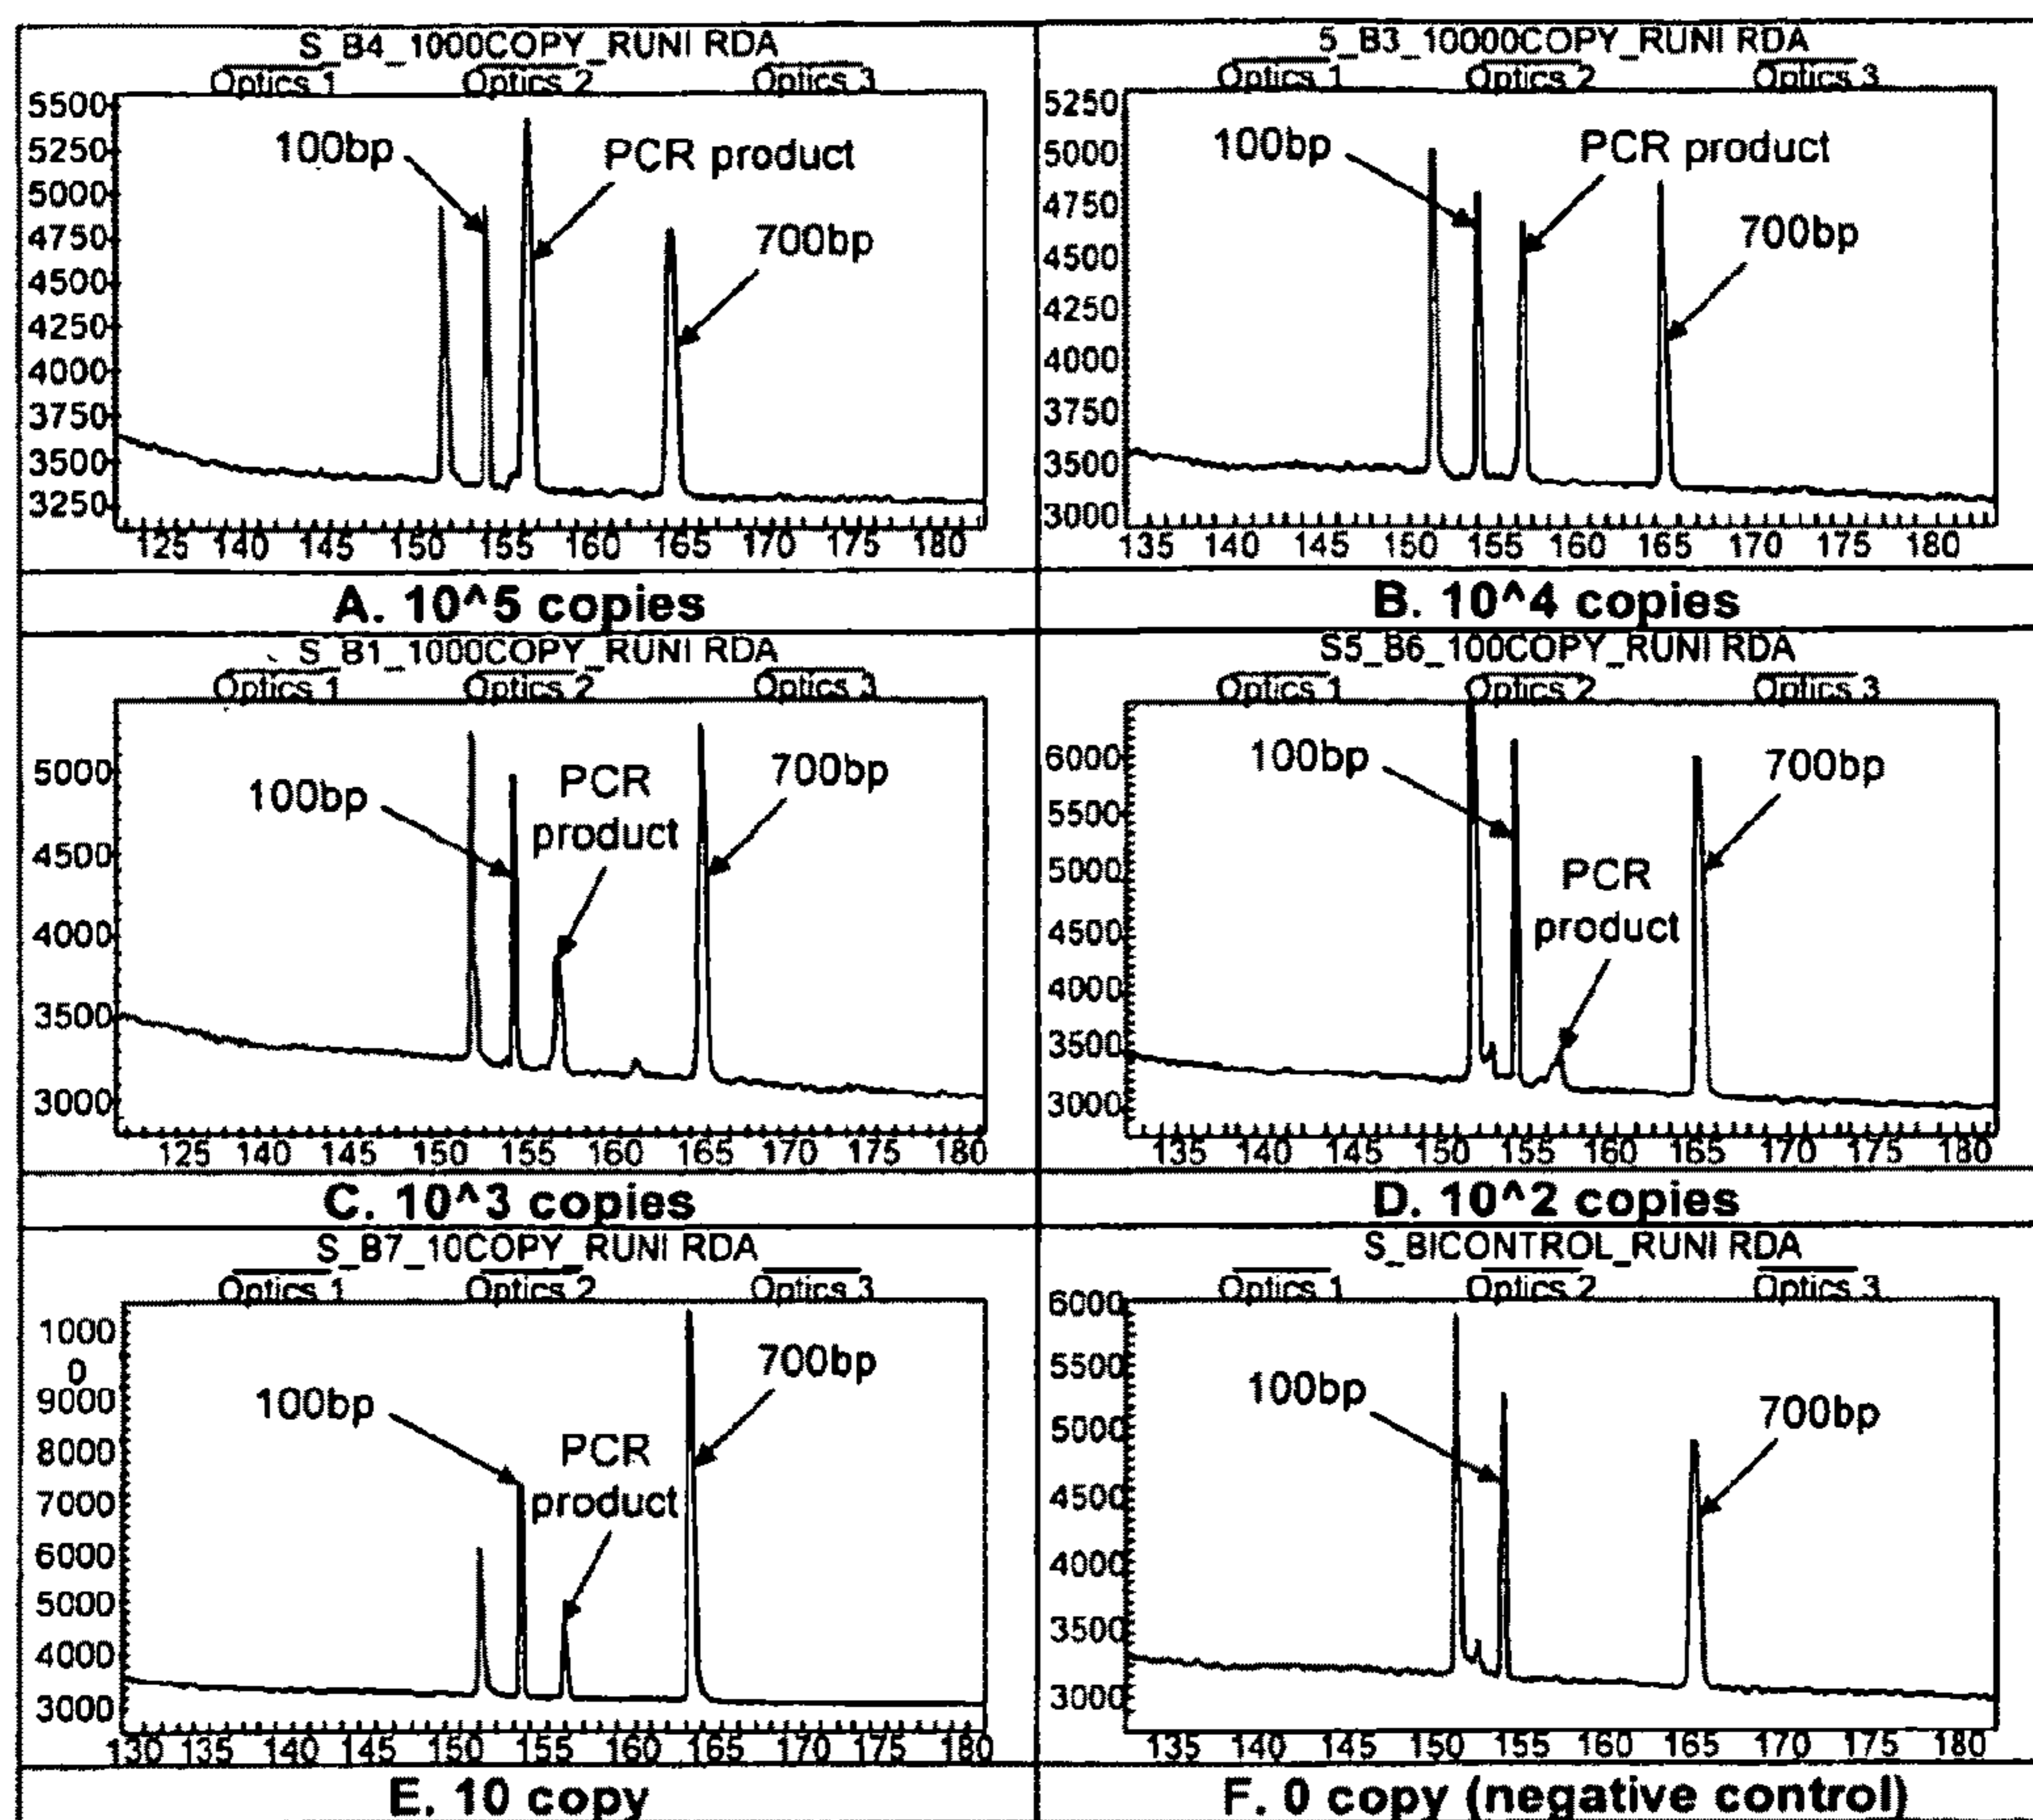 S_B4_1000COPY_RUNI RDA
Optics 1 Optics 2 Optics 3
5500
5250
5000
4750
4500
4250
4000
3750
3500
3250
100bp
PCR product
700bp
125 140 145 150 155 160 165 170 175 180
A. 10^5 copies
5_B3_10000COPY_RUNI RDA
Optics 1 Optics 2 Optics 3
5250
5000
4750
4500
4250
4000
3750
3500
3000
100bp
PCR product
700bp
135 140 145 150 155 160 165 170 175 180
B. 10^4 copies
S_B1_1000COPY_RUNI RDA
Optics 1 Optics 2 Optics 3
5000
4500
4000
3500
3000
100bp
PCR
product
700bp
125 140 145 150 155 160 165 170 175 180
C. 10^3 copies
S5_B6_100COPY_RUNI RDA
Optics 1 Optics 2 Optics 3
6000
5500
5000
4500
4000
3500
3000
100bp
PCR
product
700bp
135 140 145 150 155 160 165 170 175 180
D. 10^2 copies
S_B7_10COPY_RUNI RDA
Optics 1 Optics 2 Optics 3
1000
0
9000
8000
7000
6000
5000
4000
3000
100bp
PCR
product
700bp
130 135 140 145 150 155 160 165 170 175 180
E. 10 copy
S_BICONTROL_RUNI RDA
Optics 1 Optics 2 Optics 3
6000
5500
5000
4500
4000
3500
3000
100bp
700bp
135 140 145 150 155 160 165 170 175 180
F. 0 copy (negative control)